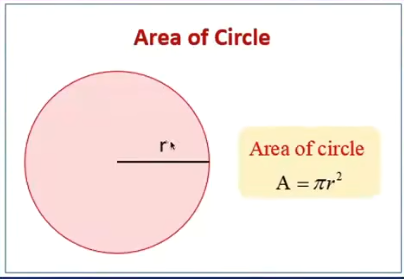 Area of Circle
r
Area of circle
A = πr²